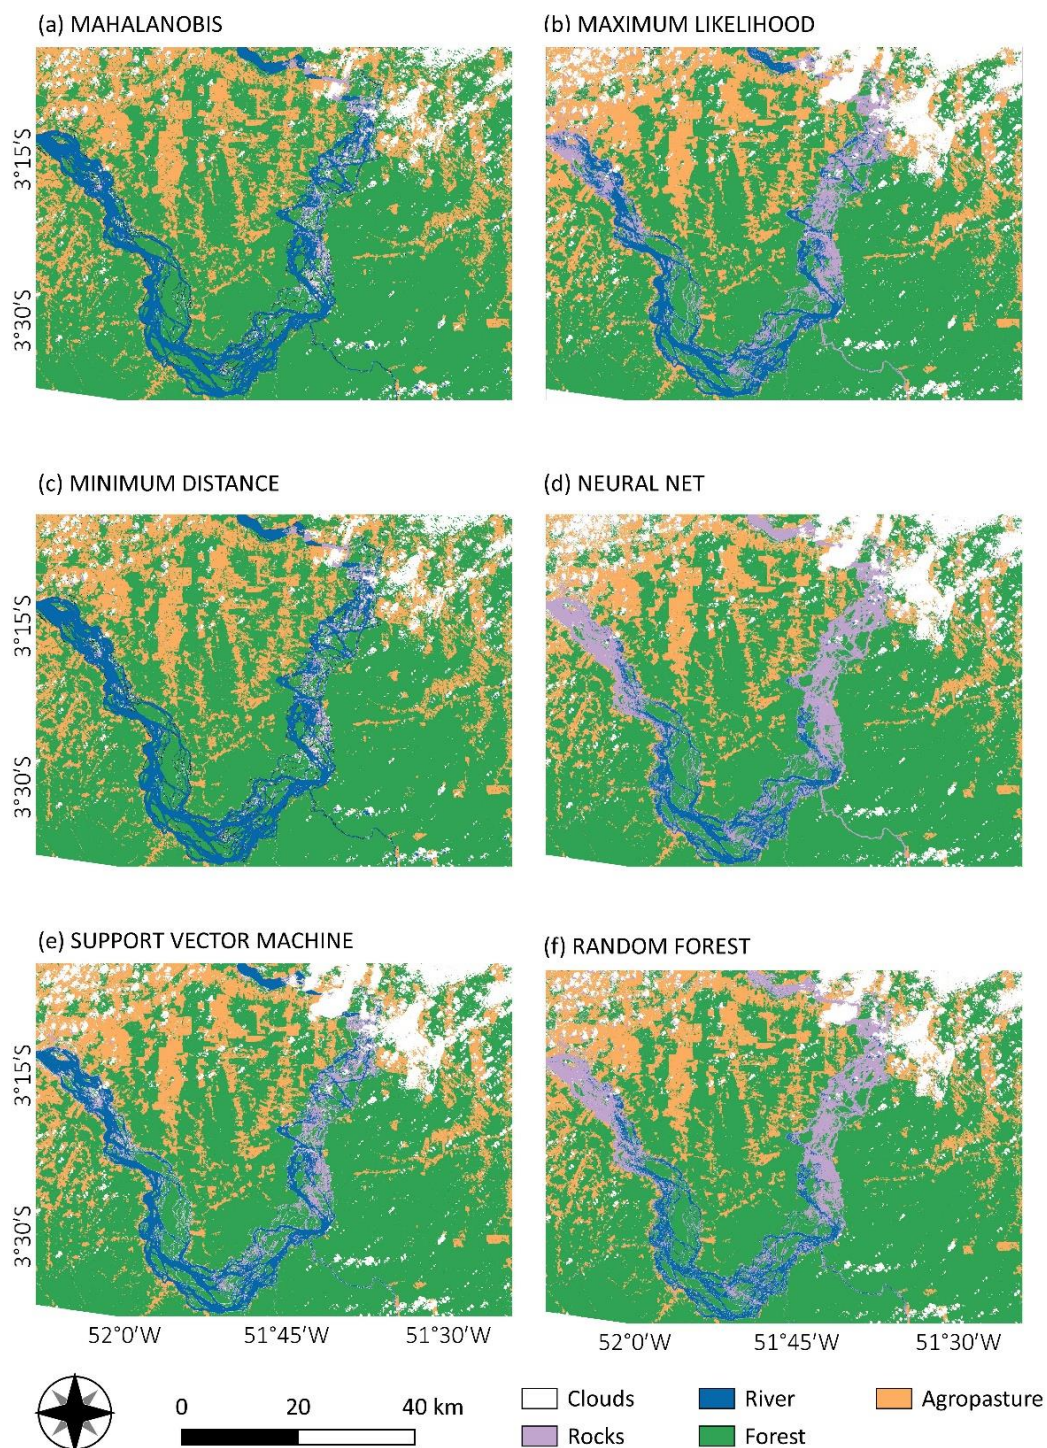 (a) MAHALANOBIS
(b) MAXIMUM LIKELIHOOD
3°15'S
3°30'S
(c) MINIMUM DISTANCE
(d) NEURAL NET
3°15'S
3°30'S
(e) SUPPORT VECTOR MACHINE
(f) RANDOM FOREST
3°15'S
3°30'S
52°0'W 51°45'W 51°30'W
52°0'W 51°45'W 51°30'W
0 20 40 km
Clouds River Agropasture
Rocks Forest